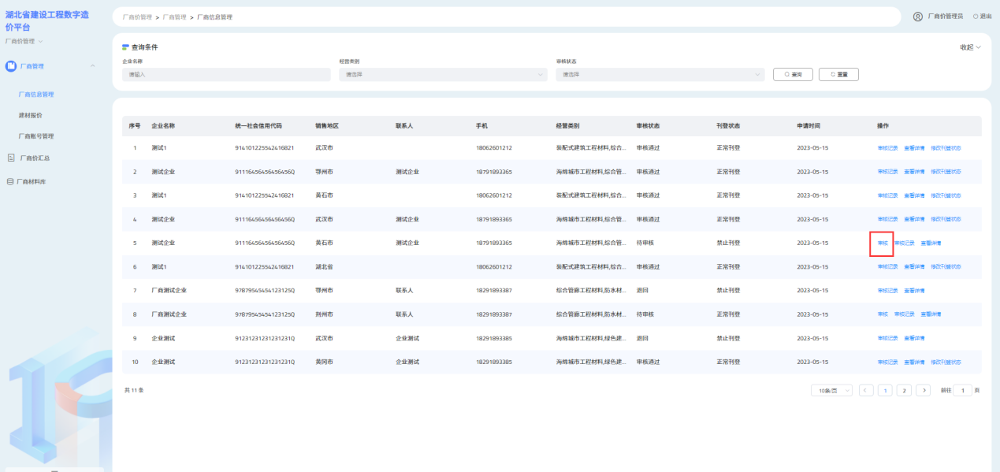 湖北省建设工程数字造
价平台
厂商价管理
厂商管理
厂商信息管理
建材报价
厂商账号管理
厂商价汇总
厂商材料库
厂商价管理 > 厂商管理 > 厂商信息管理
厂商价管理员 退出
查询条件 收起
企业名称 经营类别 审核状态
请输入 请选择 请选择 查询 重置
序号 企业名称 统一社会信用代码 销售地区 联系人 手机 经营类别 审核状态 刊登状态 申请时间 操作
1 测试1 914101225542416821 武汉市 18062601212 装配式建筑工程材料,综合... 审核通过 正常刊登 2023-05-15 审核记录 查看详情 修改刊登状态
2 测试企业 91116456456456456Q 鄂州市 测试企业 18791893365 海绵城市工程材料,综合管... 审核通过 正常刊登 2023-05-15 审核记录 查看详情 修改刊登状态
3 测试1 914101225542416821 黄石市 18062601212 装配式建筑工程材料,综合... 审核通过 正常刊登 2023-05-15 审核记录 查看详情 修改刊登状态
4 测试企业 91116456456456456Q 武汉市 测试企业 18791893365 海绵城市工程材料,综合管... 审核通过 正常刊登 2023-05-15 审核记录 查看详情 修改刊登状态
5 测试企业 91116456456456456Q 黄石市 测试企业 18791893365 海绵城市工程材料,综合管... 待审核 禁止刊登 2023-05-15 审核 审核记录 查看详情
6 测试1 914101225542416821 湖北省 18062601212 装配式建筑工程材料,综合... 审核通过 正常刊登 2023-05-15 审核记录 查看详情 修改刊登状态
7 厂商测试企业 97879545454123125Q 鄂州市 联系人 18291893387 综合管廊工程材料,防水材... 退回 禁止刊登 2023-05-15 审核记录 查看详情
8 厂商测试企业 97879545454123125Q 荆州市 联系人 18291893387 综合管廊工程材料,防水材... 待审核 正常刊登 2023-05-15 审核 审核记录 查看详情
9 企业测试 91231231231231231Q 武汉市 企业测试 18291893385 海绵城市工程材料,绿色建... 退回 禁止刊登 2023-05-15 审核记录 查看详情
10 企业测试 91231231231231231Q 黄冈市 企业测试 18291893385 海绵城市工程材料,绿色建... 审核通过 正常刊登 2023-05-15 审核记录 查看详情 修改刊登状态
共 11 条 10条/页 1 2 前往 1 页